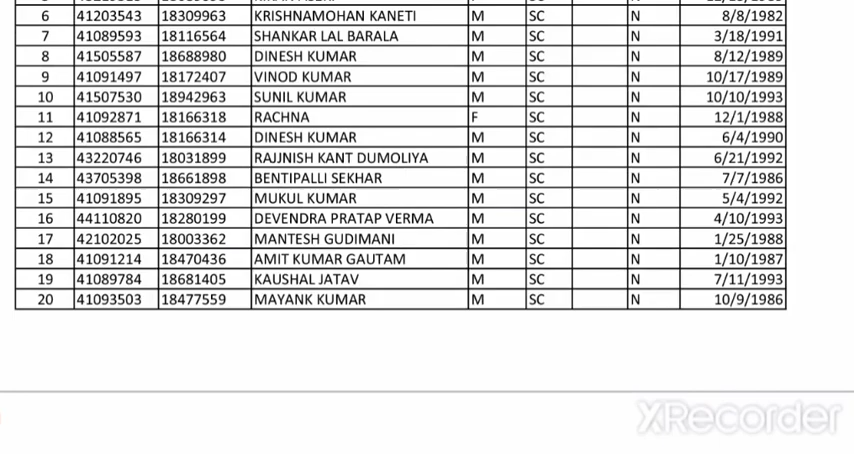 6 41203543 18309963 KRISHNAMOHAN KANETI M SC N 8/8/1982
7 41089593 18116564 SHANKAR LAL BARALA M SC N 3/18/1991
8 41505587 18688980 DINESH KUMAR M SC N 8/12/1989
9 41091497 18172407 VINOD KUMAR M SC N 10/17/1989
10 41507530 18942963 SUNIL KUMAR M SC N 10/10/1993
11 41092871 18166318 RACHNA F SC N 12/1/1988
12 41088565 18166314 DINESH KUMAR M SC N 6/4/1990
13 43220746 18031899 RAJNISH KANT DUMOLIYA M SC N 6/21/1992
14 43705398 18661898 BENTIPALLI SEKHAR M SC N 7/7/1986
15 41091895 18309297 MUKUL KUMAR M SC N 5/4/1992
16 44110820 18280199 DEVENDRA PRATAP VERMA M SC N 4/10/1993
17 42102025 18003362 MANTESH GUDIMANI M SC N 1/25/1988
18 41091214 18470436 AMIT KUMAR GAUTAM M SC N 1/10/1987
19 41089784 18681405 KAUSHAL JATAV M SC N 7/11/1993
20 41093503 18477559 MAYANK KUMAR M SC N 10/9/1986
XRecorder